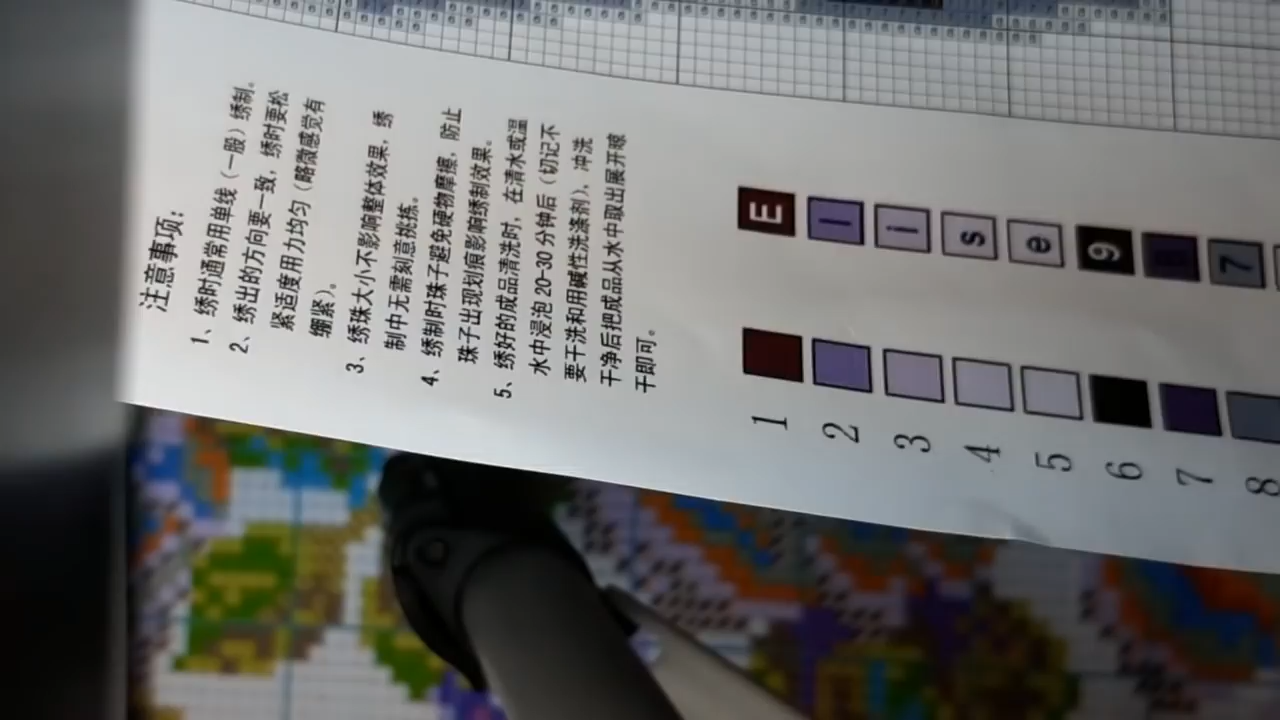 注意事项:
1、绣时通常用单线（一股）绣制。
2、绣出的方向要一致，绣时要松
紧适度用力均匀（略微感觉有
绷紧）。
3、绣珠大小不影响整体效果，绣
制中无需刻意挑拣。
4、绣制时珠子避免硬物摩擦，防止
珠子出现划痕影响绣制效果。
5、绣好的成品清洗时，在清水或温
水中浸泡 20-30 分钟后（切记不
要干洗和用碱性洗涤剂)、冲洗
干净后把成品从水中取出展开晾
干即可。
1 E
2 l
3 i
4 s
5 e
6 9
7
8 7